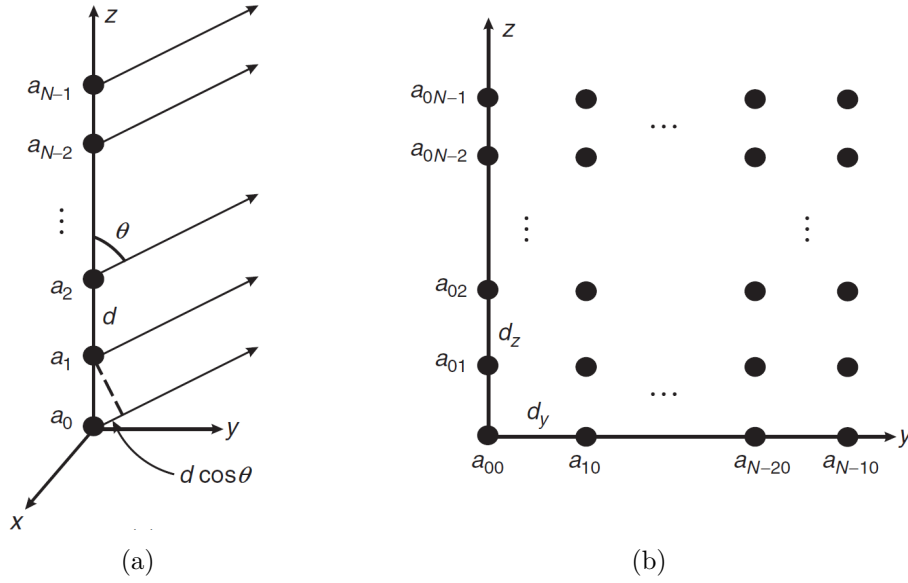 z
a_{N-1}
a_{N-2}
⋮
θ
a_2
d
a_1
a_0
y
d cosθ
x
(a)
z
a_{0N-1}
...
a_{0N-2}
⋮ ⋮
a_{02}
d_z
a_{01}
...
d_y
y
a_{00} a_{10} a_{N-20} a_{N-10}
(b)